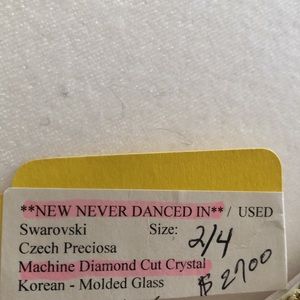 **NEW NEVER DANCED IN** / USED
Swarovski Size: 2/4
Czech Preciosa
Machine Diamond Cut Crystal
Korean - Molded Glass $ 2700